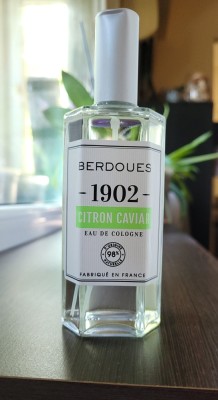 BERDOUES
- 1902 -
CITRON CAVIAR
EAU DE COLOGNE
98%
FABRIQUÉ EN FRANCE